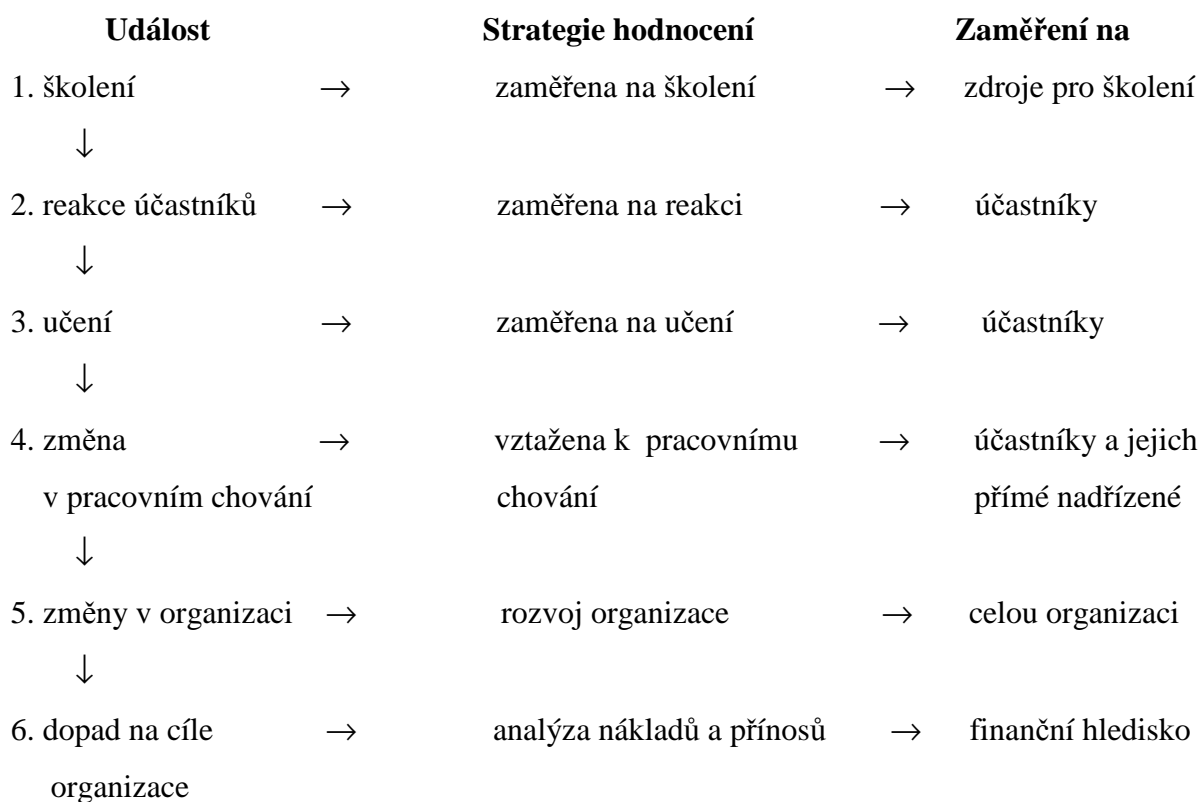 Událost Strategie hodnocení Zaměření na
1. školení → zaměřena na školení → zdroje pro školení
↓
2. reakce účastníků → zaměřena na reakci → účastníky
↓
3. učení → zaměřena na učení → účastníky
↓
4. změna → vztažena k pracovnímu → účastníky a jejich
v pracovním chování chování přímé nadřízené
↓
5. změny v organizaci → rozvoj organizace → celou organizaci
↓
6. dopad na cíle → analýza nákladů a přínosů → finanční hledisko
organizace